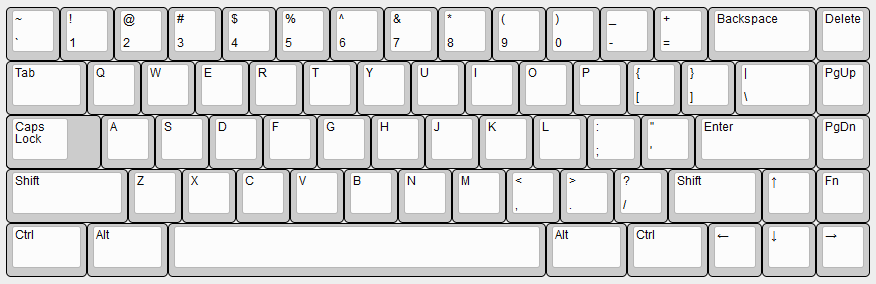 ~ ! @ # $ % ^ & * ( ) _ + Backspace Delete
` 1 2 3 4 5 6 7 8 9 0 - =
Tab Q W E R T Y U I O P { } | PgUp
[ ] \
Caps A S D F G H J K L : " Enter PgDn
Lock ; '
Shift Z X C V B N M < > ? Shift ↑ Fn
, . /
Ctrl Alt Alt Ctrl ← ↓ →